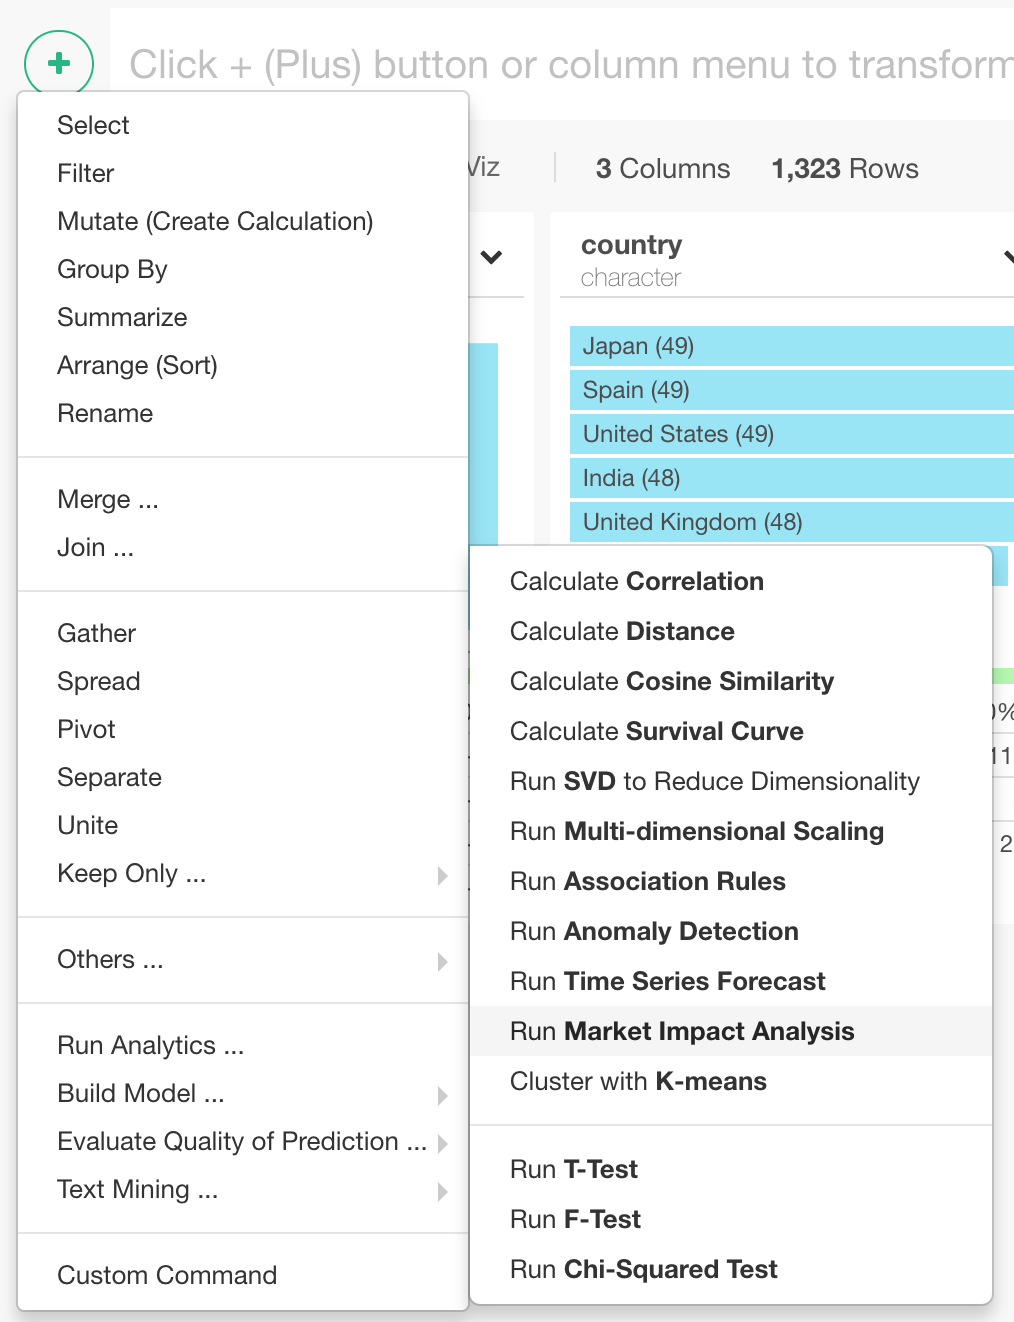 Click + (Plus) button or column menu to transform
Select
Filter
Mutate (Create Calculation)
Group By
Summarize
Arrange (Sort)
Rename
Merge ...
Join ...
Gather
Spread
Pivot
Separate
Unite
Keep Only ...
Others ...
Run Analytics ...
Build Model ...
Evaluate Quality of Prediction ...
Text Mining ...
Custom Command
Viz
3 Columns 1,323 Rows
country
character
Japan (49)
Spain (49)
United States (49)
India (48)
United Kingdom (48)
Calculate Correlation
Calculate Distance
Calculate Cosine Similarity
Calculate Survival Curve
Run SVD to Reduce Dimensionality
Run Multi-dimensional Scaling
Run Association Rules
Run Anomaly Detection
Run Time Series Forecast
Run Market Impact Analysis
Cluster with K-means
Run T-Test
Run F-Test
Run Chi-Squared Test